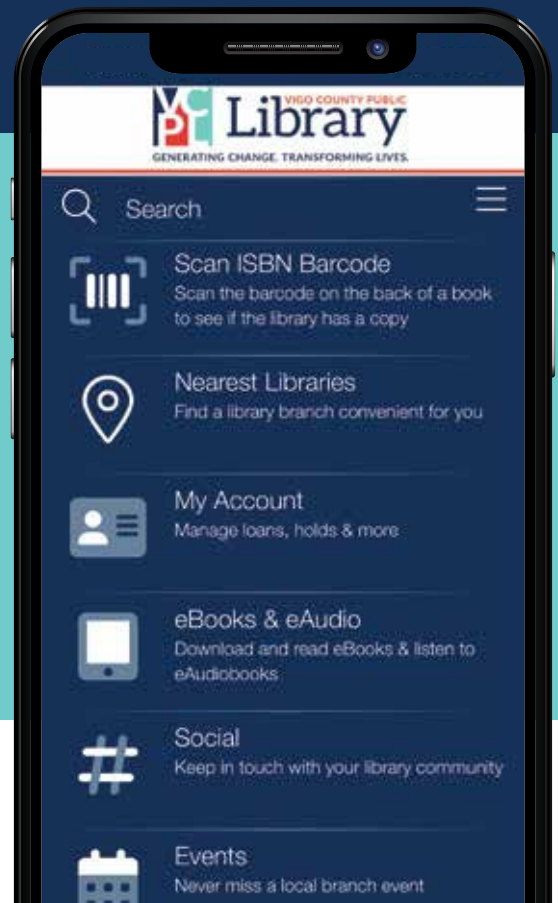 VCPL
VIGO COUNTY PUBLIC
Library
GENERATING CHANGE. TRANSFORMING LIVES.
Search
Scan ISBN Barcode
Scan the barcode on the back of a book
to see if the library has a copy
Nearest Libraries
Find a library branch convenient for you
My Account
Manage loans, holds & more
eBooks & eAudio
Download and read eBooks & listen to
eAudiobooks
Social
Keep in touch with your library community
Events
Never miss a local branch event